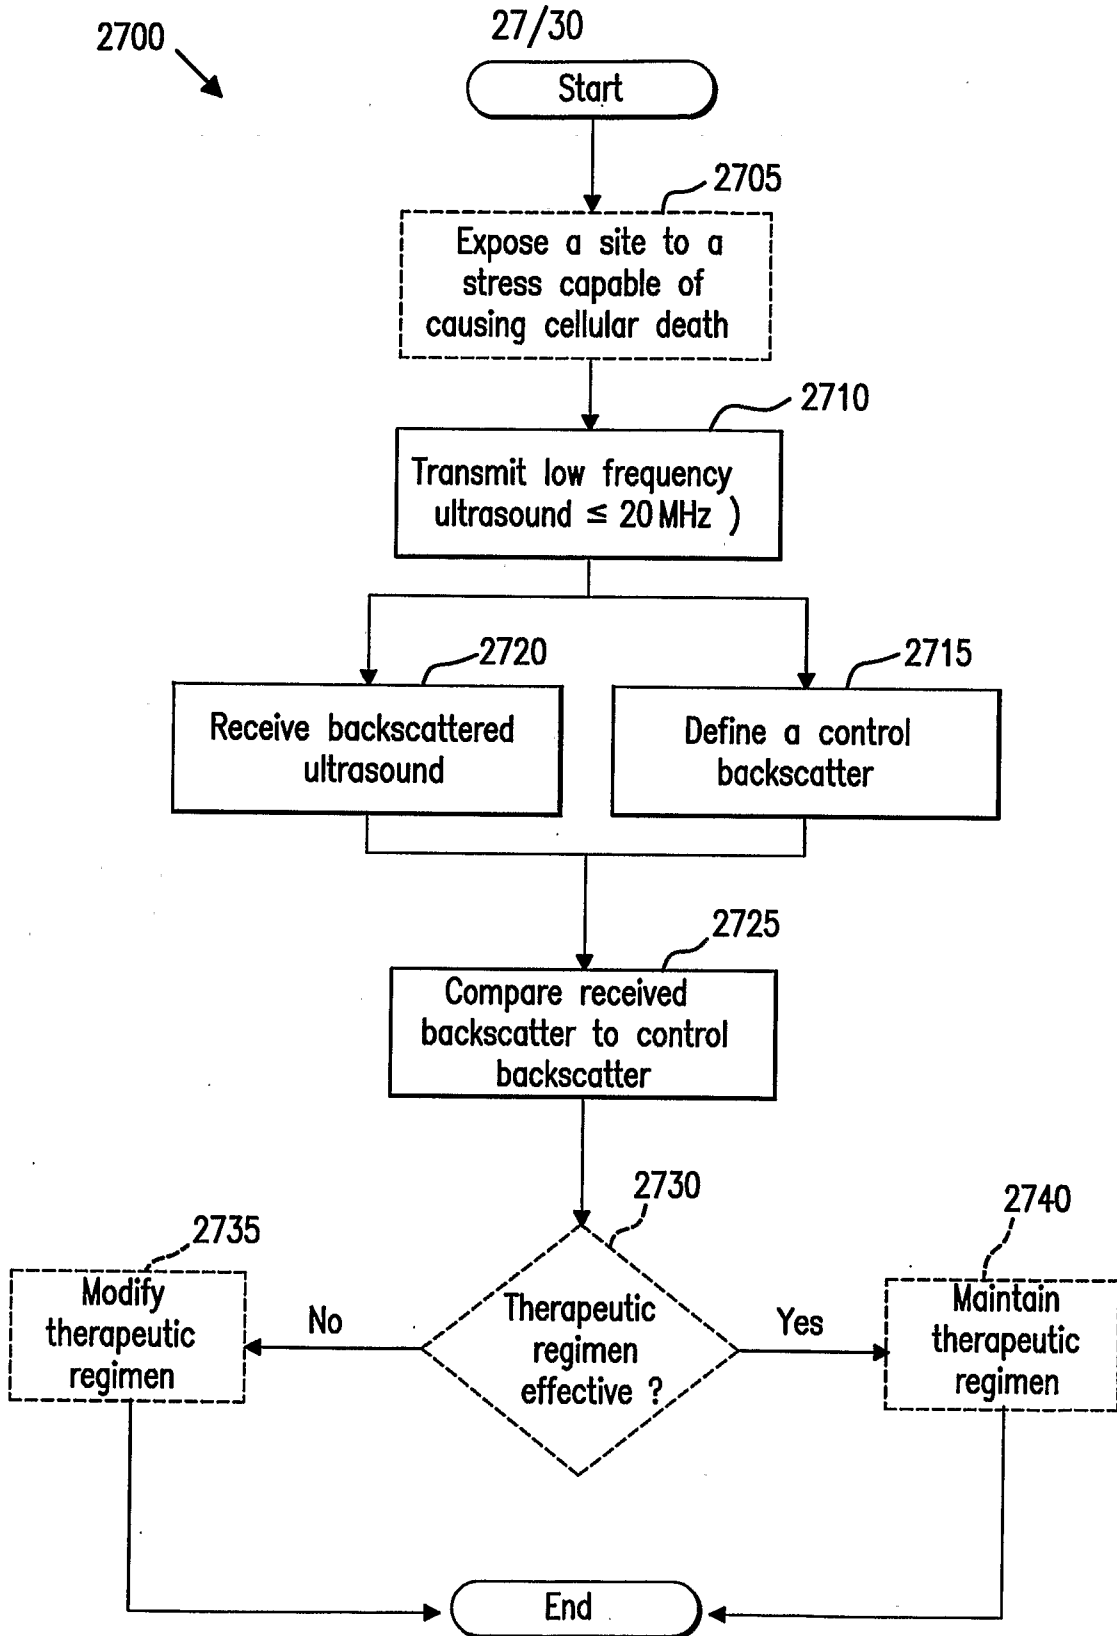 27/30
2700
Start
2705
Expose a site to a
stress capable of
causing cellular death
2710
Transmit low frequency
ultrasound ≤ 20 MHz )
2720
2715
Receive backscattered
ultrasound
Define a control
backscatter
2725
Compare received
backscatter to control
backscatter
2730
2735
2740
Modify
therapeutic
regimen
No
Therapeutic
regimen
effective ?
Yes
Maintain
therapeutic
regimen
End